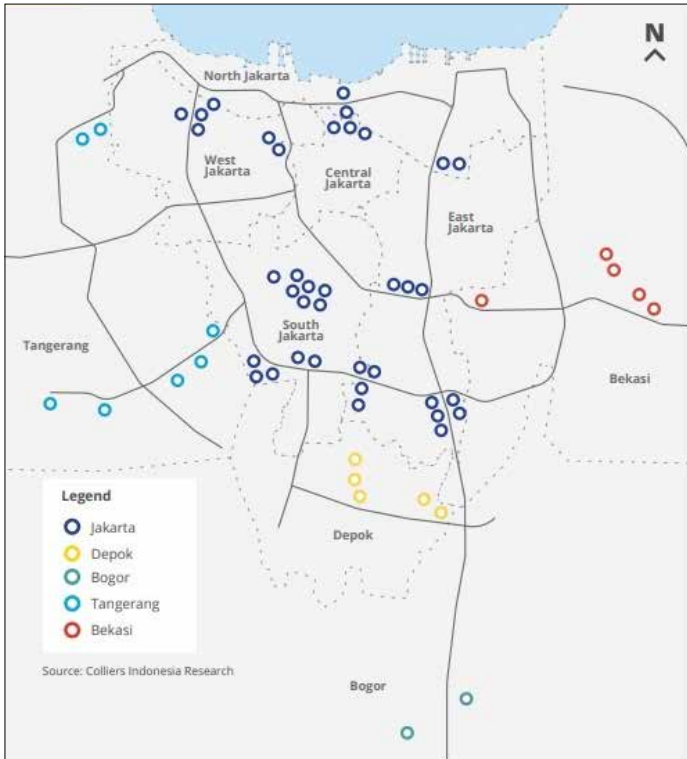 N
North Jakarta
West
Jakarta
Central
Jakarta
East
Jakarta
South
Jakarta
Tangerang
Bekasi
Legend
Jakarta
Depok
Bogor
Tangerang
Bekasi
Depok
Source: Colliers Indonesia Research
Bogor